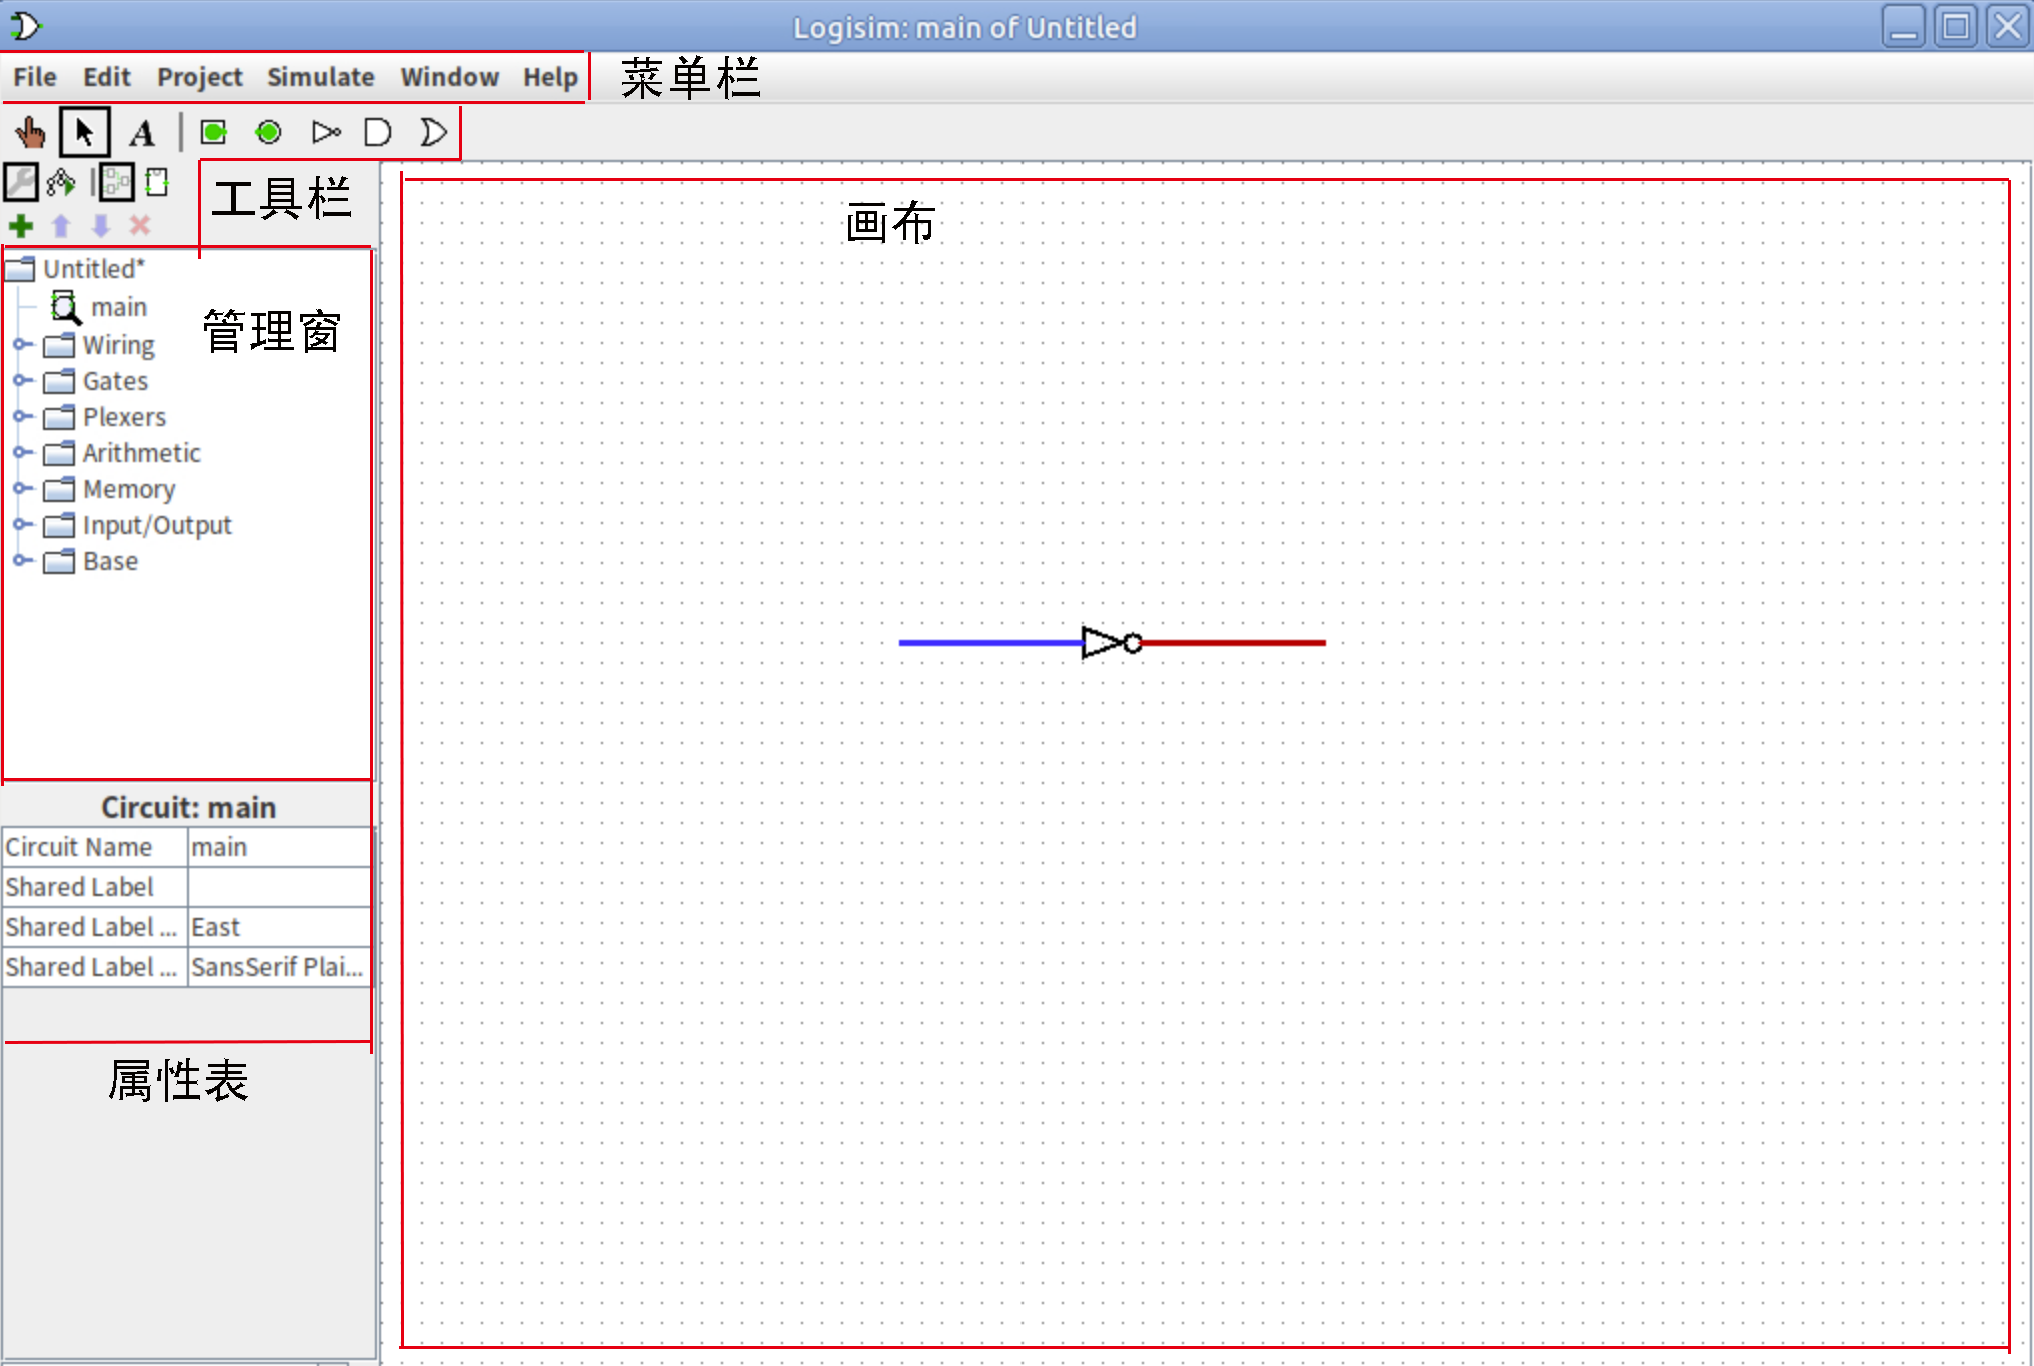 Logisim: main of Untitled
File Edit Project Simulate Window Help 菜单栏
A
工具栏
画布
Untitled*
main
管理窗
Wiring
Gates
Plexers
Arithmetic
Memory
Input/Output
Base
Circuit: main
Circuit Name main
Shared Label
Shared Label ... East
Shared Label ... SansSerif Plai...
属性表